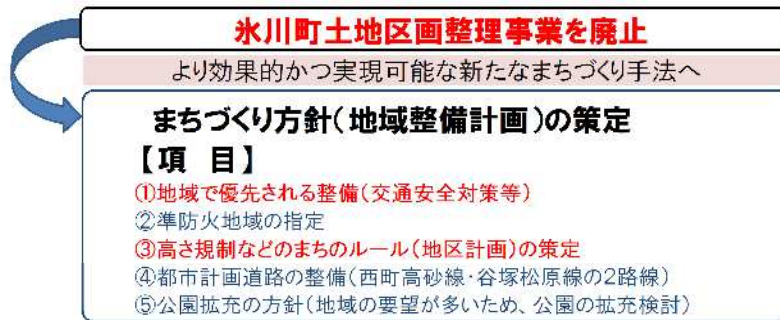 氷川町土地区画整理事業を廃止
より効果的かつ実現可能な新たなまちづくり手法へ
まちづくり方針(地域整備計画)の策定
【項　目】
①地域で優先される整備(交通安全対策等)
②準防火地域の指定
③高さ規制などのまちのルール(地区計画)の策定
④都市計画道路の整備(西町高砂線・谷塚松原線の2路線)
⑤公園拡充の方針(地域の要望が多いため、公園の拡充検討)